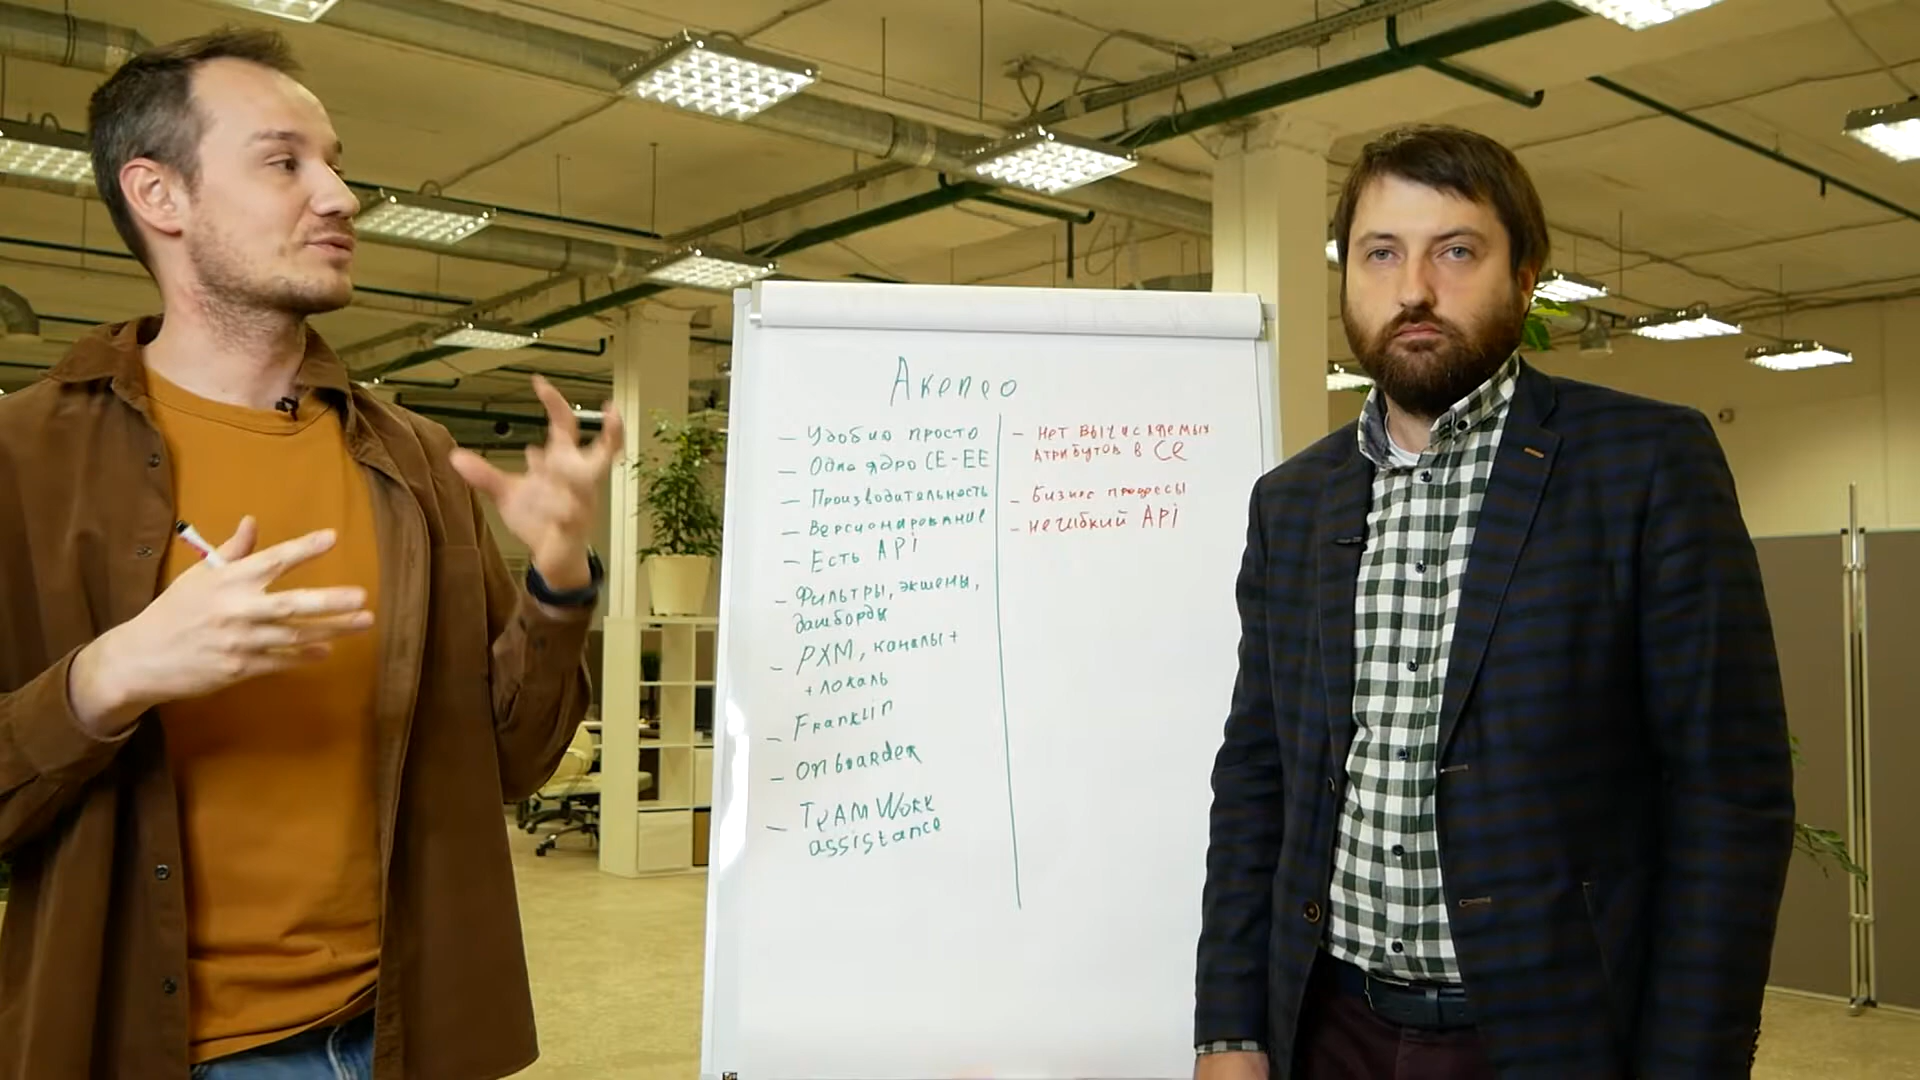 Акенео
– Удобно просто
– Одно ядро CE-EE
– Производительность
– Версионирование
– Есть API
– Фильтры, экшены,
дашборды
– PXM, каналы +
+ локаль
– Franklin
– Onboarder
– TeamWork
assistance
– нет вычисляемых
атрибутов в CE
– Бизнес процессы
– негибкий API